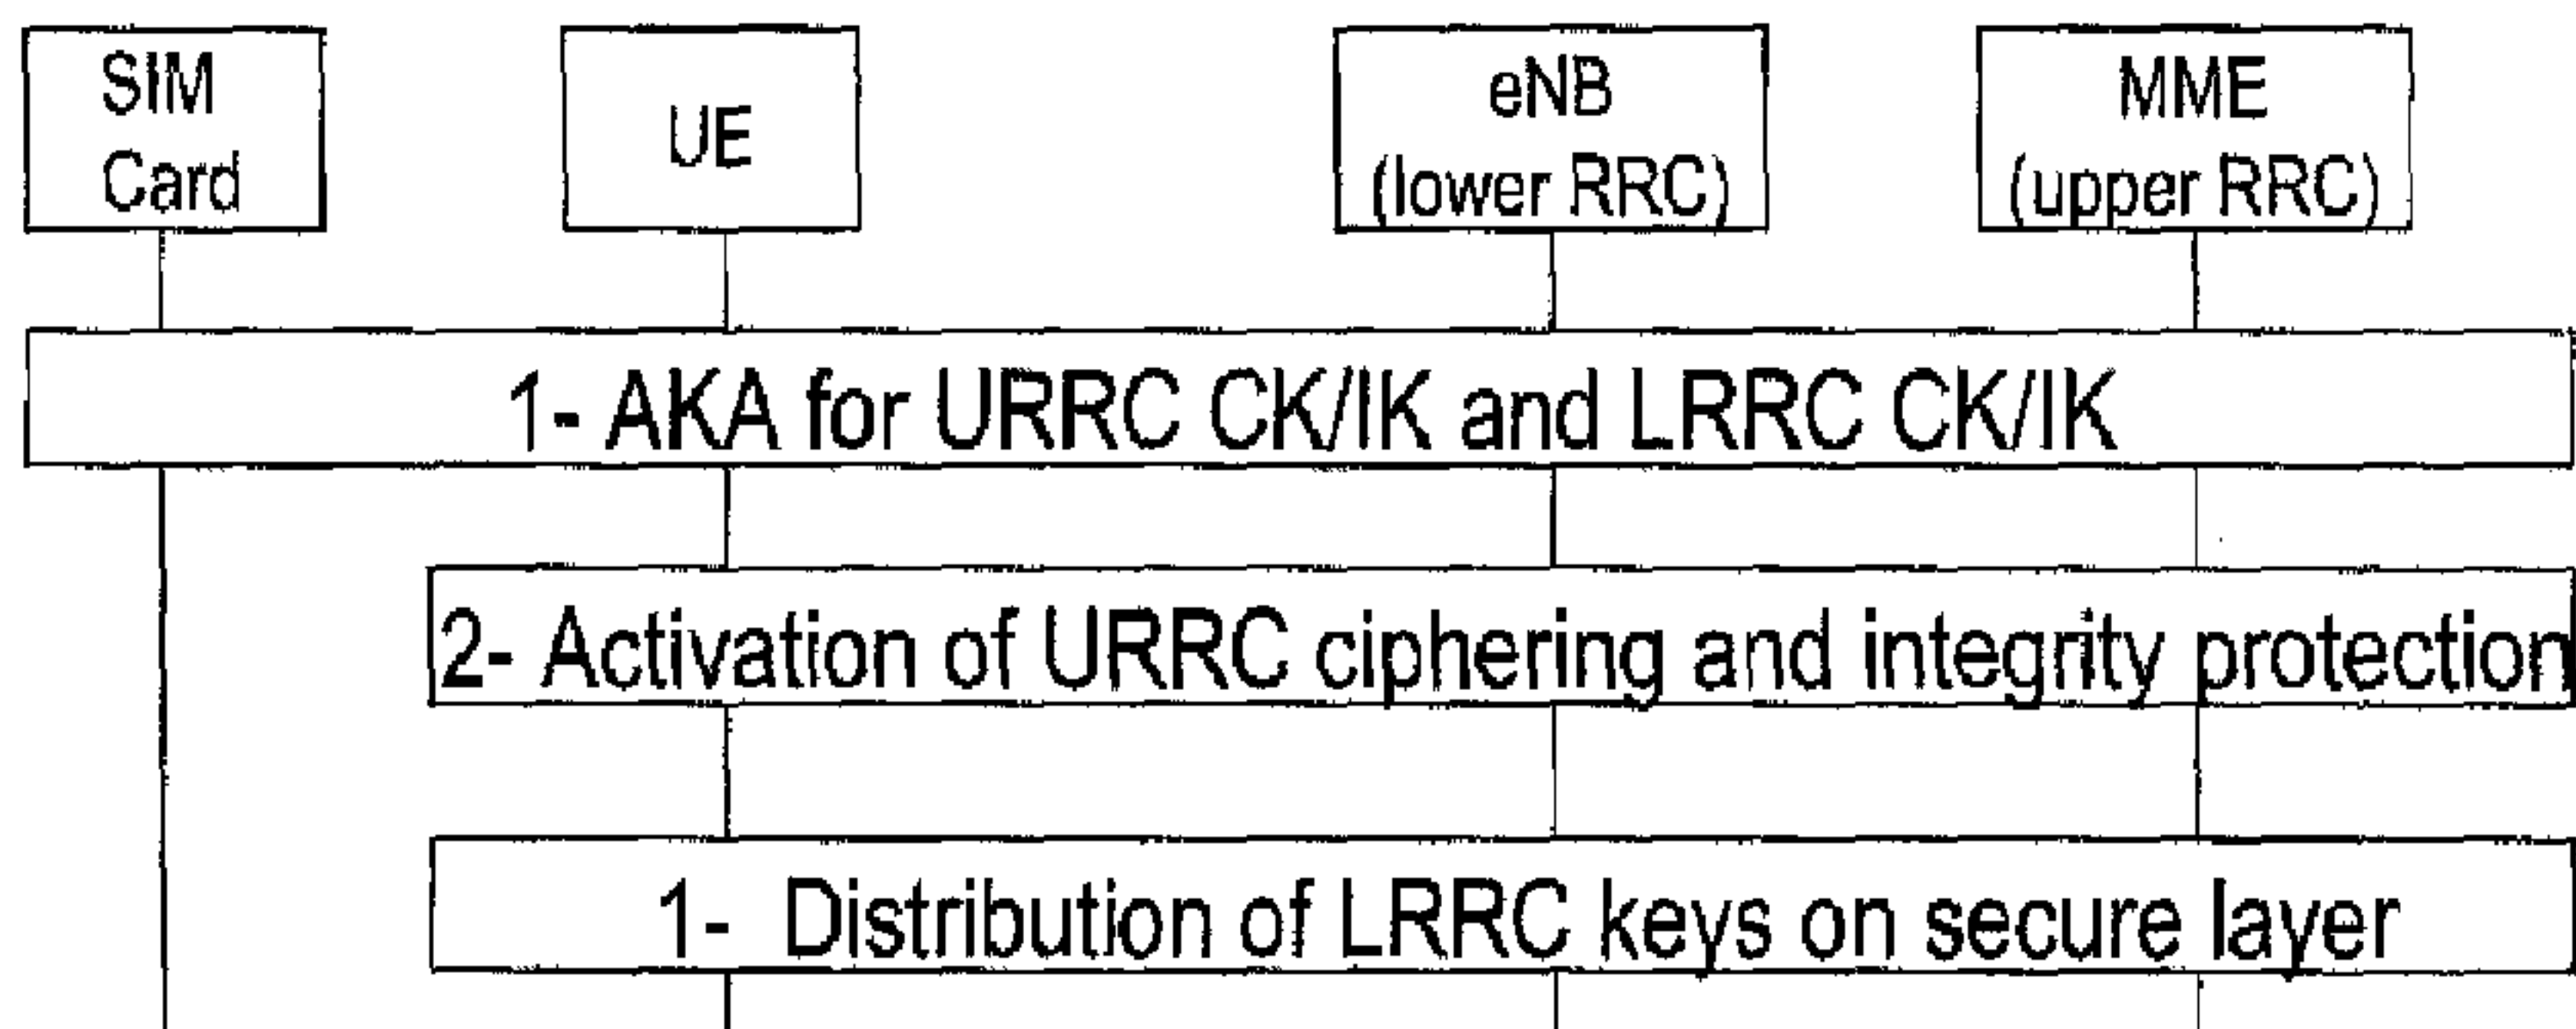 SIM
Card
UE
eNB
(lower RRC)
MME
(upper RRC)
1- AKA for URRC CK/IK and LRRC CK/IK
2- Activation of URRC ciphering and integrity protection
1- Distribution of LRRC keys on secure layer